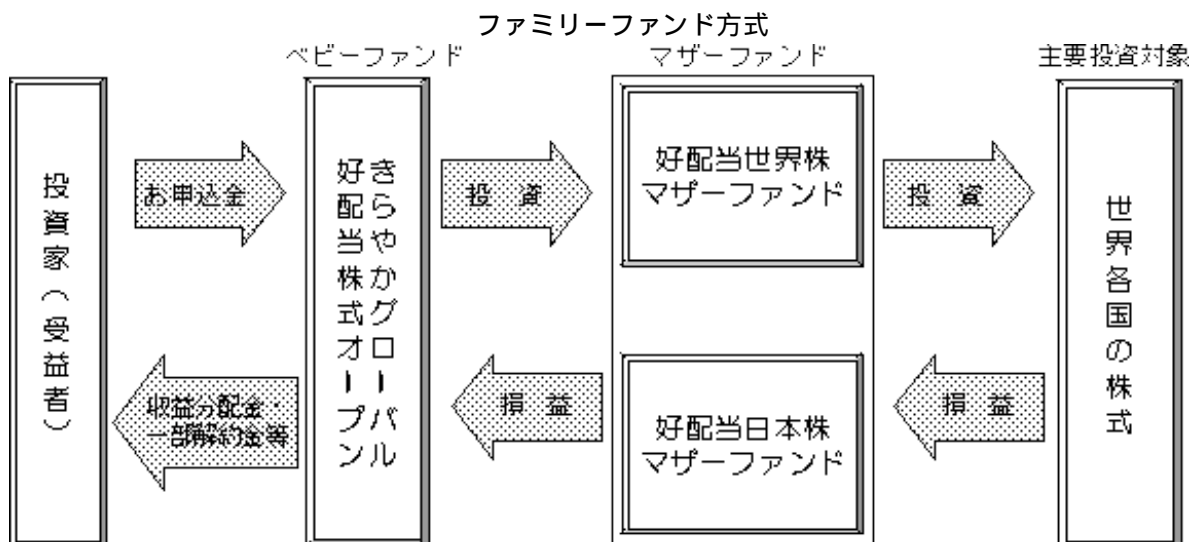 ファミリーファンド方式
ベビーファンド
マザーファンド
主要投資対象
投資家(受益者)
お申込金
収益分配金・
一部解約金等
きらやかグローバル
好配当株式オープン
投資
損益
好配当世界株
マザーファンド
好配当日本株
マザーファンド
投資
損益
世界各国の株式